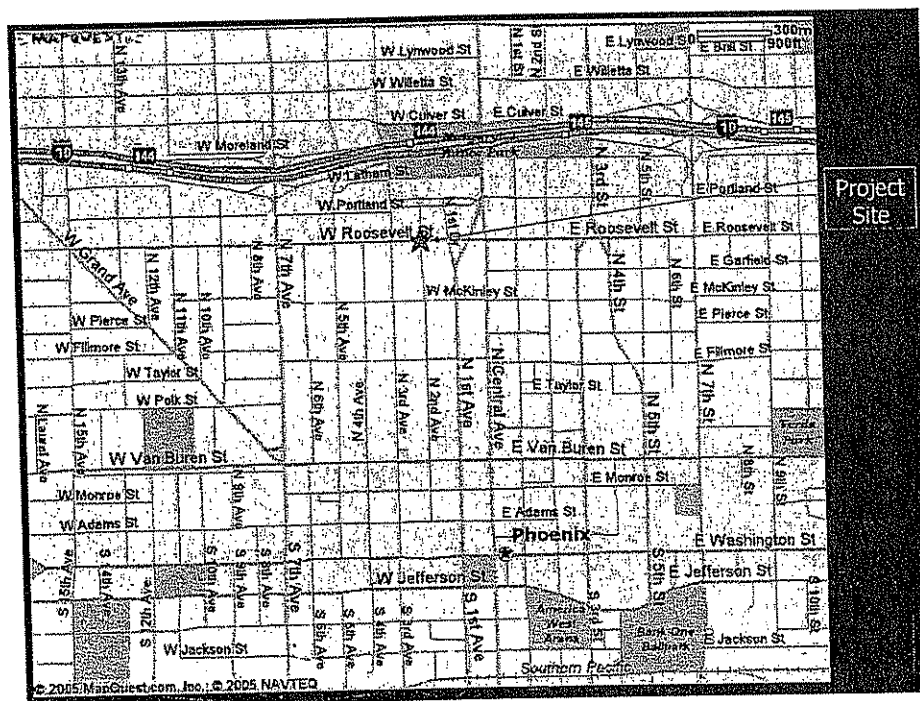 MAPQUEST
N 13th Ave
W Lynwood St
N 1st St
N 2nd St
E Lynwood St
E Brill St
300m
900ft
0
W Willetta St
E Willetta St
W Culver St
E Culver St
144
145
145
10
10
144
W Moreland St
W Latham St
N 3rd St
N 5th St
E Portland St
W Portland St
N 1st
Project
Site
W Roosevelt St
E Roosevelt St
E Roosevelt St
W Grand Ave
N 12th Ave
N 8th Ave
N 7th Ave
N 4th St
N 6th St
E Garfield St
N 11th Ave
N 10th Ave
W McKinley St
E McKinley St
W Pierce St
N 5th Ave
E Pierce St
W Fillmore St
E Fillmore St
W Taylor St
N 6th Ave
N 4th Ave
N 3rd Ave
N 2nd Ave
N 1st Ave
N Central Ave
E Taylor St
N 7th St
W Polk St
N Laurel Ave
N 15th Ave
N 5th St
W Van Buren St
E Van Buren St
N 8th St
N 9th St
W Monroe St
N 9th Ave
E Monroe St
W Adams St
E Adams St
Phoenix
E Washington St
S 15th Ave
S 14th Ave
S 12th Ave
S 10th Ave
S 9th Ave
S 8th Ave
S 7th Ave
W Jefferson St
S 5th St
Jefferson St
S 10th St
S 6th Ave
S 5th Ave
S 4th Ave
S 3rd Ave
S 1st Ave
America
West
Arena
S 3rd St
Bank One
Ballpark
E Jackson St
W Jackson St
Southern Pacific
© 2005 MapQuest.com, Inc.; © 2005 NAVTEQ